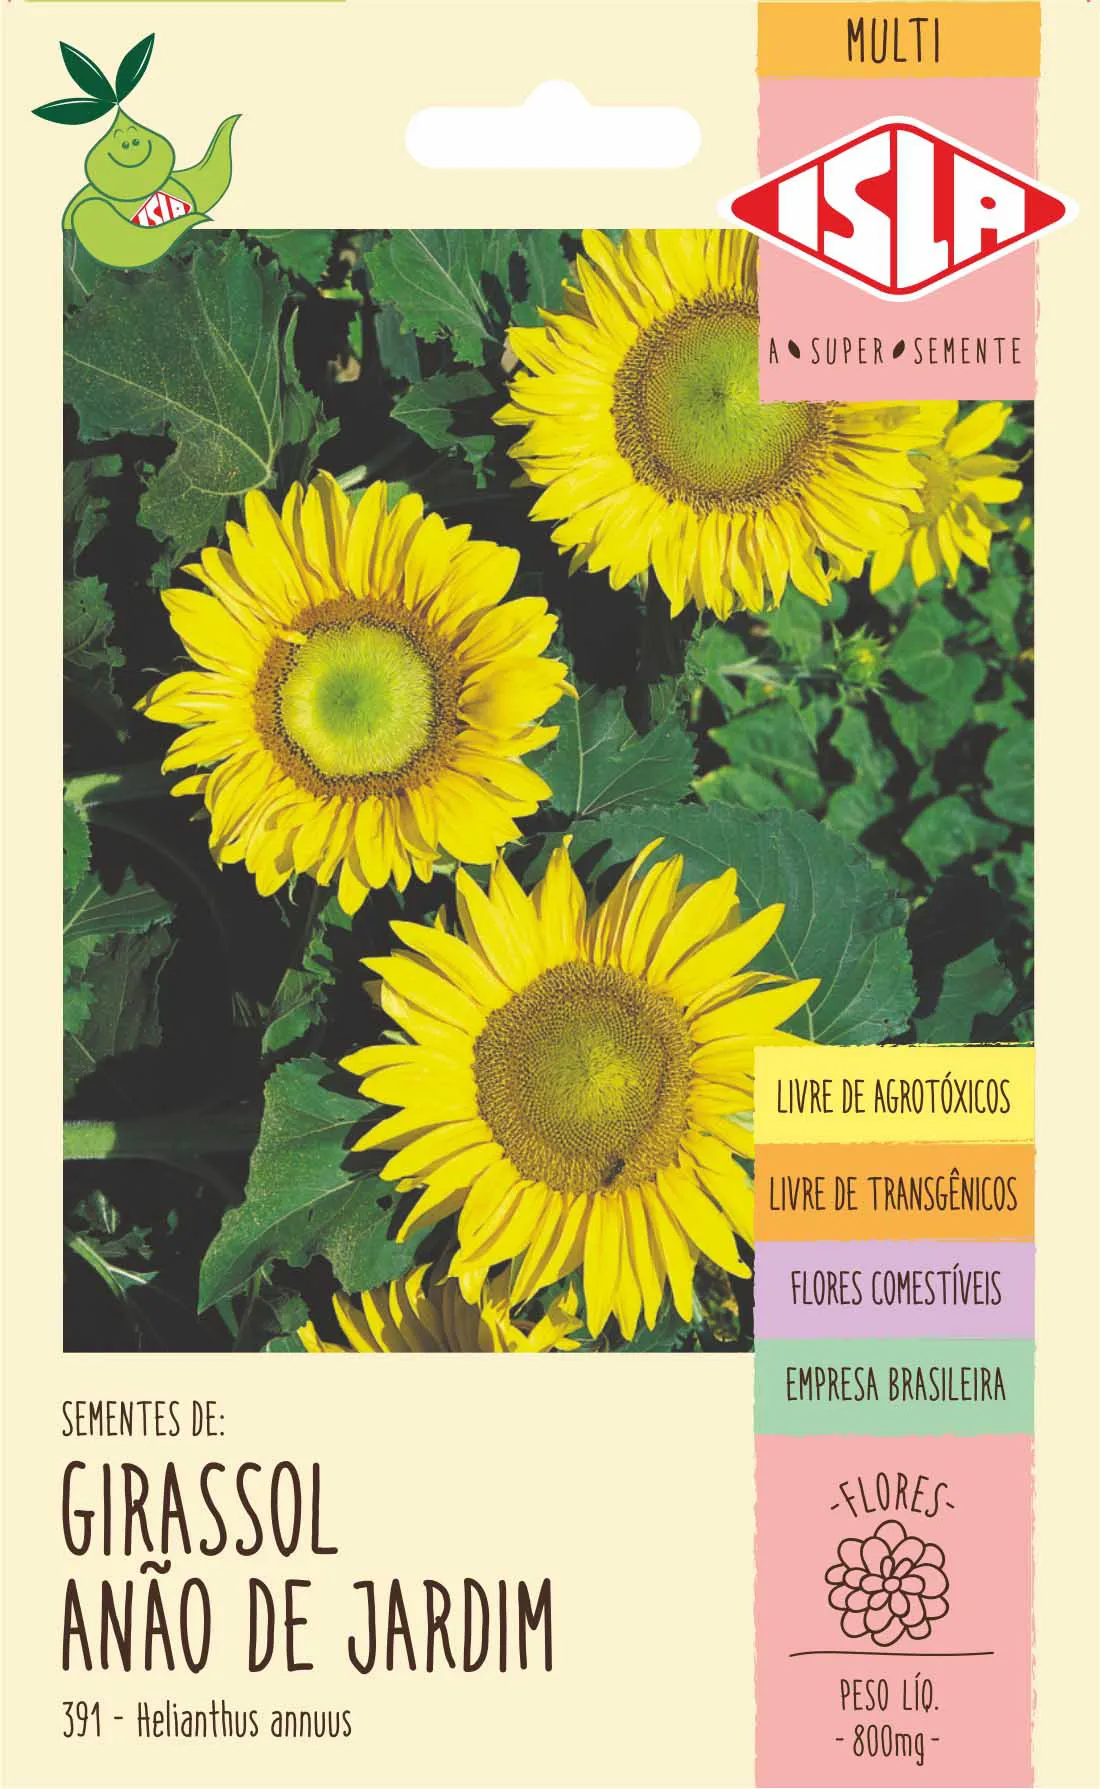 MULTI
ISLA
ISLA
A SUPER SEMENTE
LIVRE DE AGROTÓXICOS
LIVRE DE TRANSGÊNICOS
FLORES COMESTÍVEIS
EMPRESA BRASILEIRA
SEMENTES DE:
GIRASSOL
ANÃO DE JARDIM
391 - Helianthus annuus
-FLORES-
PESO LÍQ.
- 800mg -